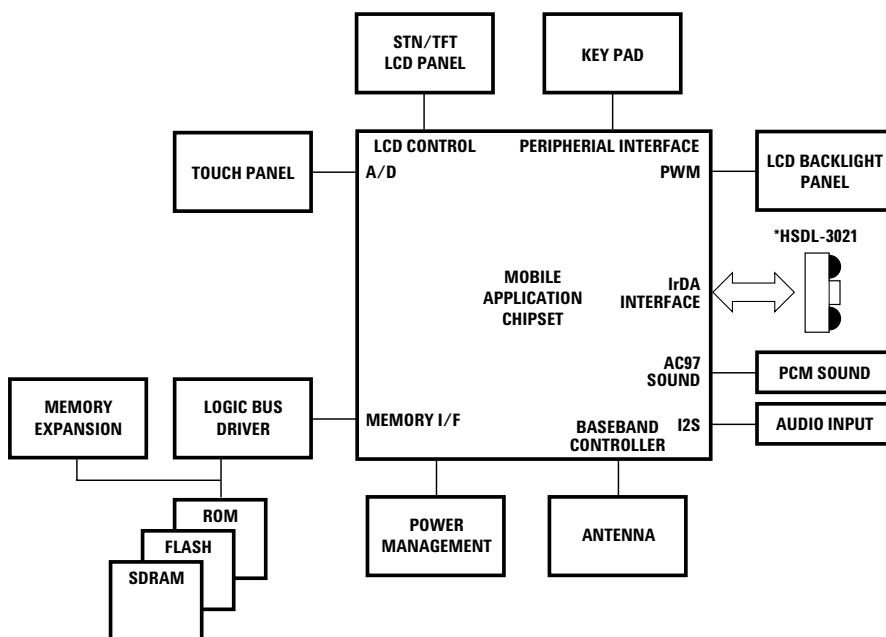 STN/TFT
LCD PANEL
KEY PAD
TOUCH PANEL
LCD CONTROL
A/D
PERIPHERIAL INTERFACE
PWM
LCD BACKLIGHT
PANEL
*HSDL-3021
MOBILE
APPLICATION
CHIPSET
IrDA
INTERFACE
AC97
SOUND
PCM SOUND
MEMORY
EXPANSION
LOGIC BUS
DRIVER
MEMORY I/F
BASEBAND
CONTROLLER
I2S
AUDIO INPUT
ROM
FLASH
SDRAM
POWER
MANAGEMENT
ANTENNA